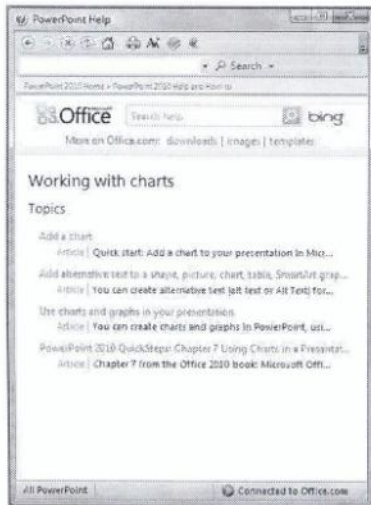 PowerPoint Help
Search
PowerPoint 2010 Home > PowerPoint 2010 Help and How-to
Office
Search help
bing
More on Office.com: downloads | images | templates
Working with charts
Topics
Add a chart
Article | Quick start: Add a chart to your presentation in Micr...
Add alternative text to a shape, picture, chart, table, SmartArt grap...
Article | You can create alternative text (alt text or Alt Text) for...
Use charts and graphs in your presentation
Article | You can create charts and graphs in PowerPoint, usi...
PowerPoint 2010 QuickSteps: Chapter 7 Using Charts in a Presentat...
Article | Chapter 7 from the Office 2010 book: Microsoft Offi...
All PowerPoint
Connected to Office.com